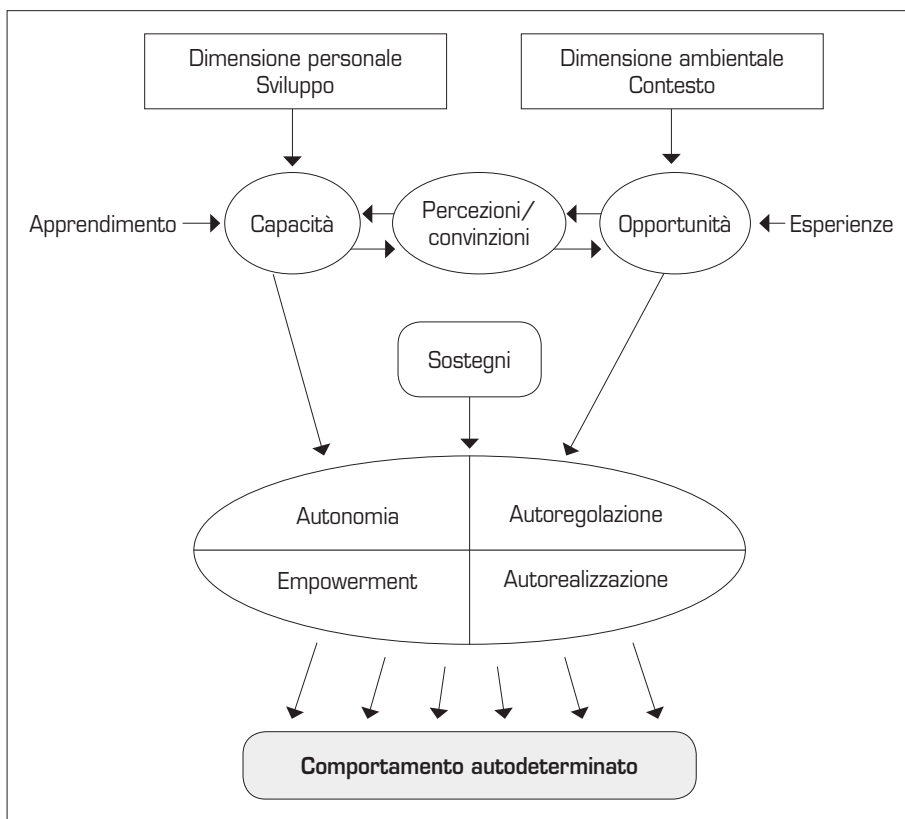 Dimensione personale
Sviluppo
Dimensione ambientale
Contesto
Apprendimento
Capacità
Percezioni/
convinzioni
Opportunità
Esperienze
Sostegni
Autonomia
Autoregolazione
Empowerment
Autorealizzazione
Comportamento autodeterminato